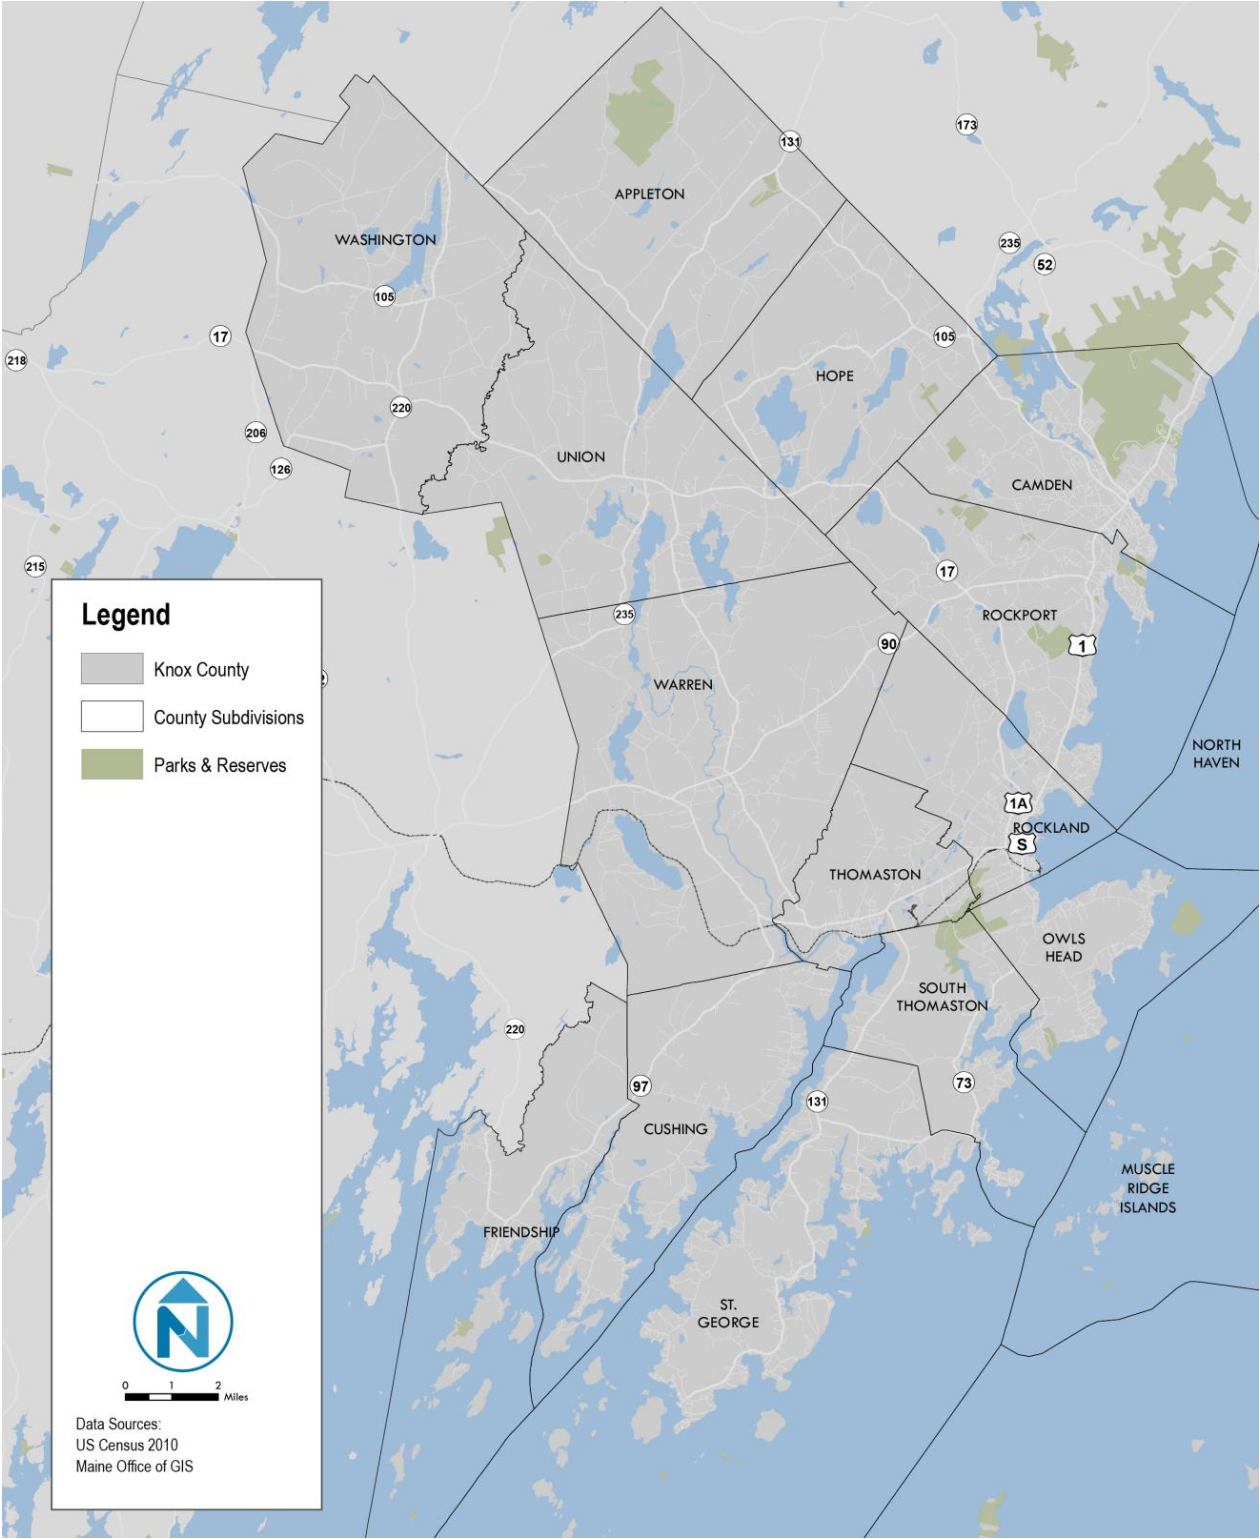 131
173
APPLETON
WASHINGTON
235
52
105
17
105
218
HOPE
220
206
UNION
126
CAMDEN
215
17
235
ROCKPORT
90
1
WARREN
NORTH
HAVEN
1A
ROCKLAND
S
THOMASTON
OWLS
HEAD
SOUTH
THOMASTON
220
73
97
131
CUSHING
MUSCLE
RIDGE
ISLANDS
FRIENDSHIP
ST.
GEORGE
Legend
Knox County
County Subdivisions
Parks & Reserves
N
0 1 2
Miles
Data Sources:
US Census 2010
Maine Office of GIS